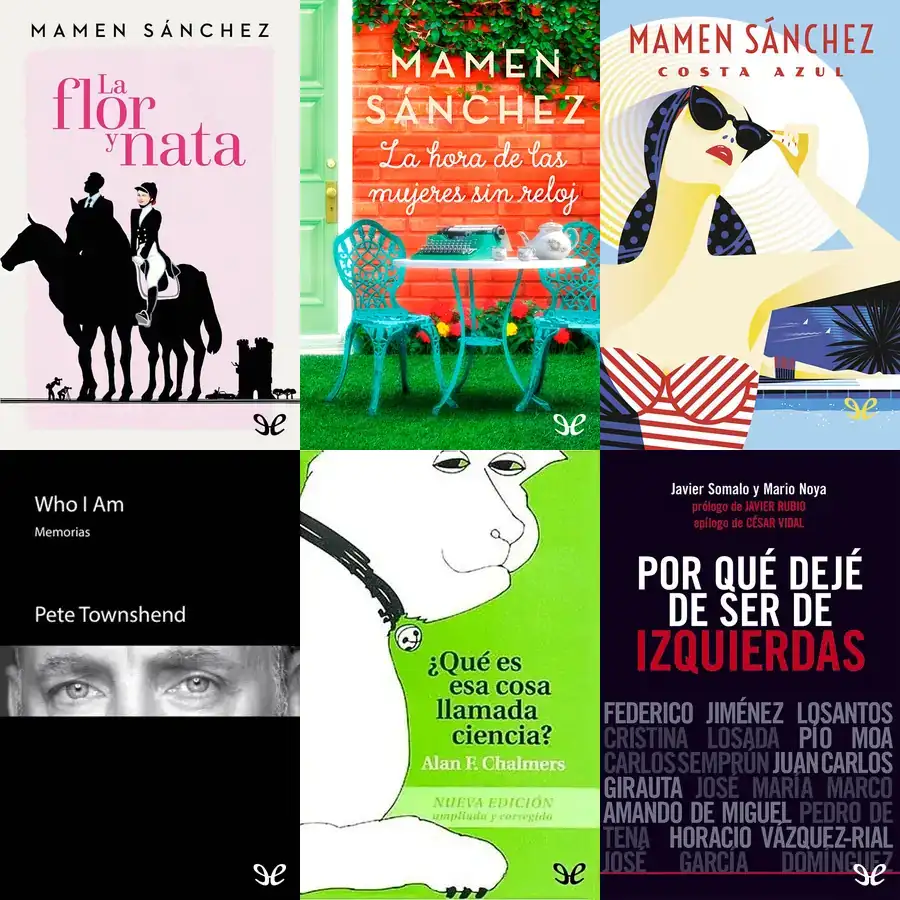 MAMEN SÁNCHEZ
La
flor
y nata
MAMEN
SÁNCHEZ
La hora de las
mujeres sin reloj
MAMEN SÁNCHEZ
COSTA AZUL
Who I Am
Memorias
Pete Townshend
¿Qué es
esa cosa
llamada
ciencia?
Alan F. Chalmers
NUEVA EDICIÓN
ampliada y corregida
Javier Somalo y Mario Noya
prólogo de JAVIER RUBIO
epílogo de CÉSAR VIDAL
POR QUÉ DEJÉ
DE SER DE
IZQUIERDAS
FEDERICO JIMÉNEZ LOSANTOS
CRISTINA LOSADA PÍO MOA
CARLOS SEMPRÚN JUAN CARLOS
GIRAUTA JOSÉ MARÍA MARCO
AMANDO DE MIGUEL PEDRO DE
TENA HORACIO VÁZQUEZ-RIAL
JOSÉ GARCÍA DOMÍNGUEZ